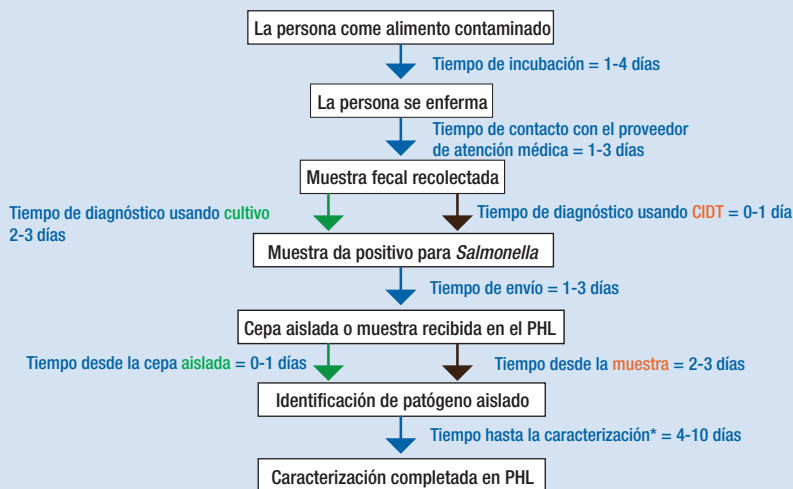 La persona come alimento contaminado
Tiempo de incubación = 1-4 días
La persona se enferma
Tiempo de contacto con el proveedor
de atención médica = 1-3 días
Muestra fecal recolectada
Tiempo de diagnóstico usando cultivo
2-3 días
Tiempo de diagnóstico usando CIDT = 0-1 día
Muestra da positivo para Salmonella
Tiempo de envío = 1-3 días
Cepa aislada o muestra recibida en el PHL
Tiempo desde la cepa aislada = 0-1 días
Tiempo desde la muestra = 2-3 días
Identificación de patógeno aislado
Tiempo hasta la caracterización* = 4-10 días
Caracterización completada en PHL